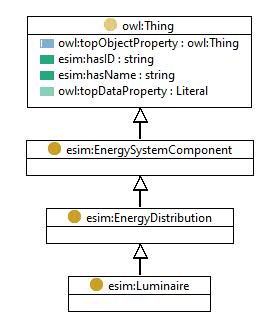 owl:Thing
owl:topObjectProperty : owl:Thing
esim:hasID : string
esim:hasName : string
owl:topDataProperty : Literal
esim:EnergySystemComponent
esim:EnergyDistribution
esim:Luminaire